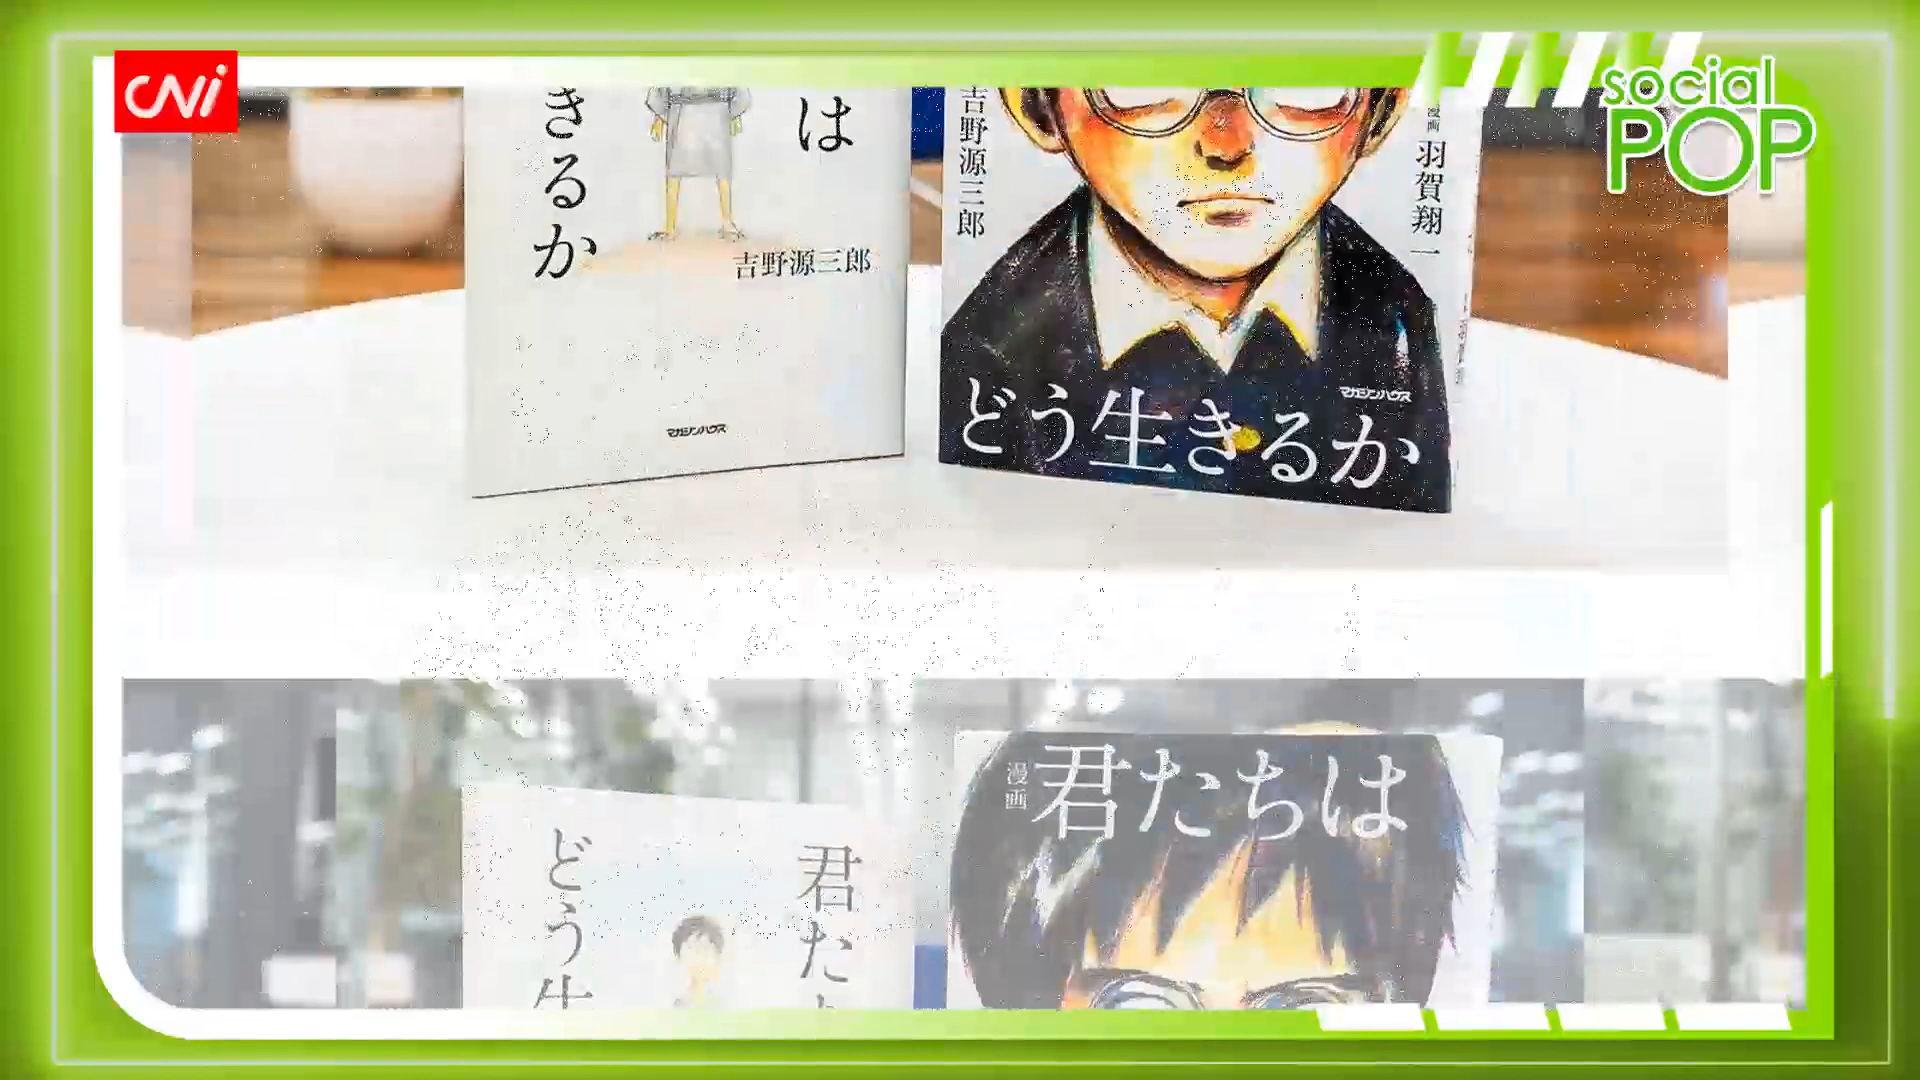 CNi
social
POP
は
きるか
吉野源三郎
マガジンハウス
吉野源三郎
漫画 羽賀翔一
マガジンハウス
どう生きるか
君た
どう生
漫画
君たちは